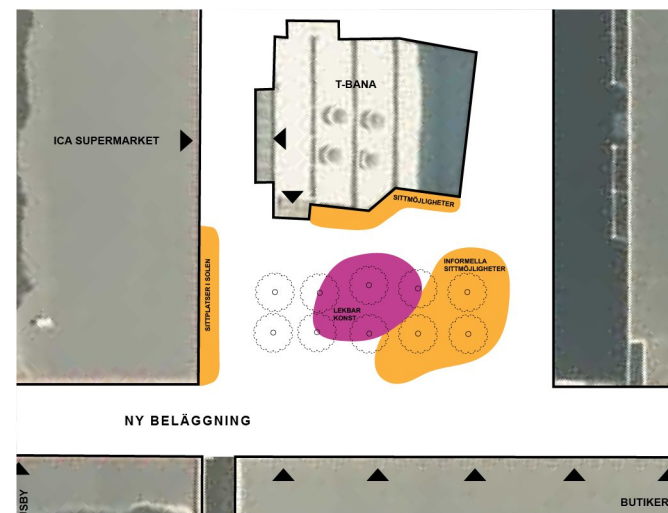 T-BANA
ICA SUPERMARKET
SITTMÖJLIGHETER
SITTPLATSER I SOLEN
INFORMELLA
SITTMÖJLIGHETER
LEKBAR
KONST
NY BELÄGGNING
BUTIKER